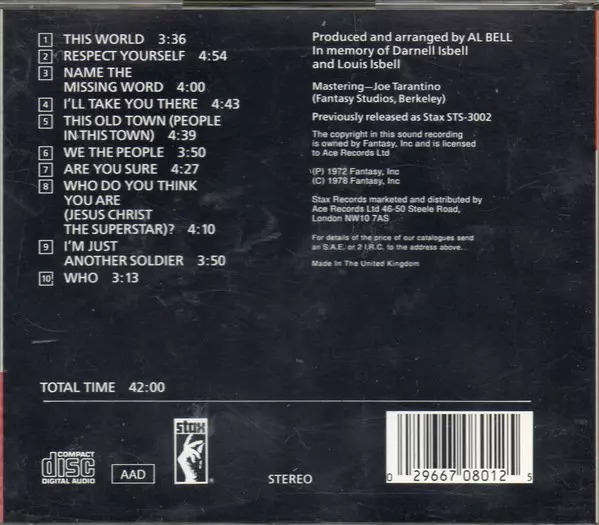 1 THIS WORLD 3:36
2 RESPECT YOURSELF 4:54
3 NAME THE
MISSING WORD 4:00
4 I'LL TAKE YOU THERE 4:43
5 THIS OLD TOWN (PEOPLE
IN THIS TOWN) 4:39
6 WE THE PEOPLE 3:50
7 ARE YOU SURE 4:27
8 WHO DO YOU THINK
YOU ARE
(JESUS CHRIST
THE SUPERSTAR)? 4:10
9 I'M JUST
ANOTHER SOLDIER 3:50
10 WHO 3:13
TOTAL TIME 42:00
Produced and arranged by AL BELL
In memory of Darnell Isbell
and Louis Isbell
Mastering—Joe Tarantino
(Fantasy Studios, Berkeley)
Previously released as Stax STS-3002
The copyright in this sound recording
is owned by Fantasy, Inc and is licensed
to Ace Records Ltd
(P) 1972 Fantasy, Inc
(C) 1978 Fantasy, Inc
Stax Records marketed and distributed by
Ace Records Ltd 46-50 Steele Road,
London NW10 7AS
For details of the price of our catalogues send
an S.A.E. or 2 I.R.C. to the address above...
Made In The United Kingdom
COMPACT
disc
DIGITAL AUDIO
AAD
stax
STEREO
0 29667 08012 5